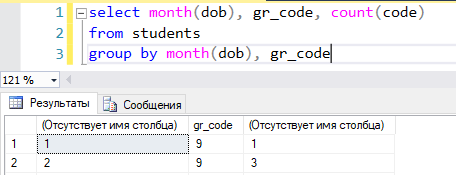 1 select month(dob), gr_code, count(code)
2 from students
3 group by month(dob), gr_code
121 %
Результаты Сообщения
(Отсутствует имя столбца) gr_code (Отсутствует имя столбца)
1 1 9 1
2 2 9 3